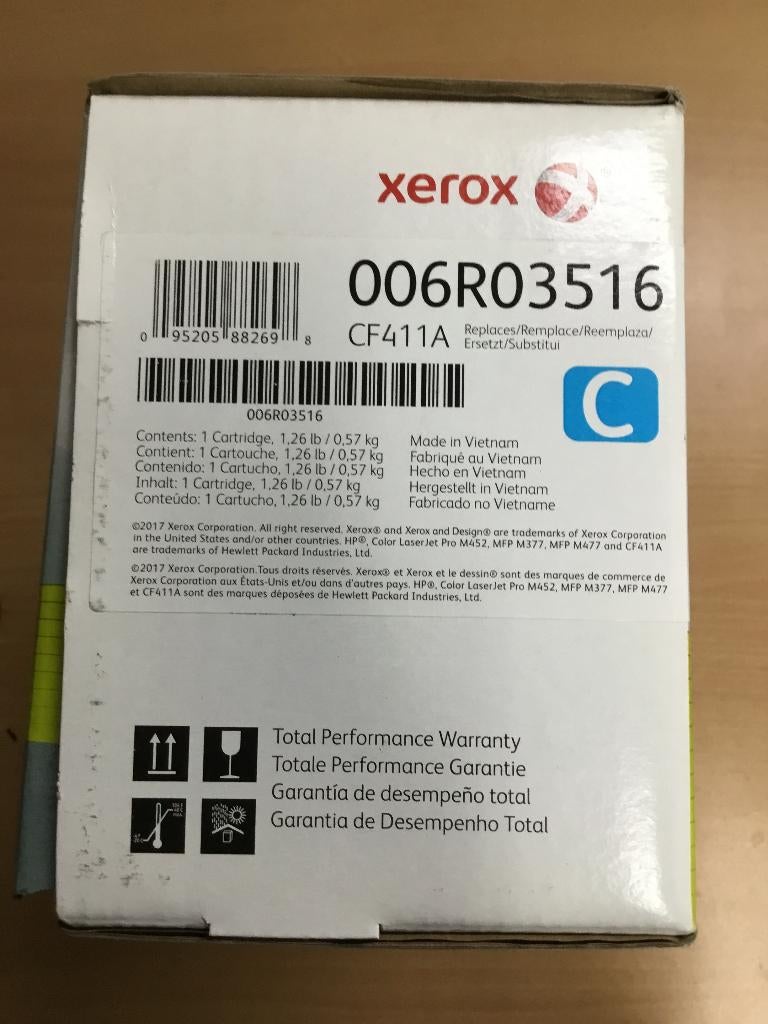 xerox
006R03516
0 95205 88269 8
CF411A
Replaces/Remplace/Reemplaza/
Ersetzt/Substitui
006R03516
C
Contents: 1 Cartridge, 1,26 lb / 0,57 kg
Contient: 1 Cartouche, 1,26 lb / 0,57 kg
Contenido: 1 Cartucho, 1,26 lb / 0,57 kg
Inhalt: 1 Cartridge, 1,26 lb / 0,57 kg
Conteúdo: 1 Cartucho, 1,26 lb / 0,57 kg
Made in Vietnam
Fabriqué au Vietnam
Hecho en Vietnam
Hergestellt in Vietnam
Fabricado no Vietname
©2017 Xerox Corporation. All right reserved. Xerox® and Xerox and Design® are trademarks of Xerox Corporation
in the United States and/or other countries. HP®, Color LaserJet Pro M452, MFP M377, MFP M477 and CF411A
are trademarks of Hewlett Packard Industries, Ltd.
©2017 Xerox Corporation.Tous droits réservés. Xerox® et Xerox et le dessin® sont des marques de commerce de
Xerox Corporation aux États-Unis et/ou dans d'autres pays. HP®, Color LaserJet Pro M452, MFP M377, MFP M477
et CF411A sont des marques déposées de Hewlett Packard Industries, Ltd.
Total Performance Warranty
Totale Performance Garantie
Garantía de desempeño total
Garantia de Desempenho Total